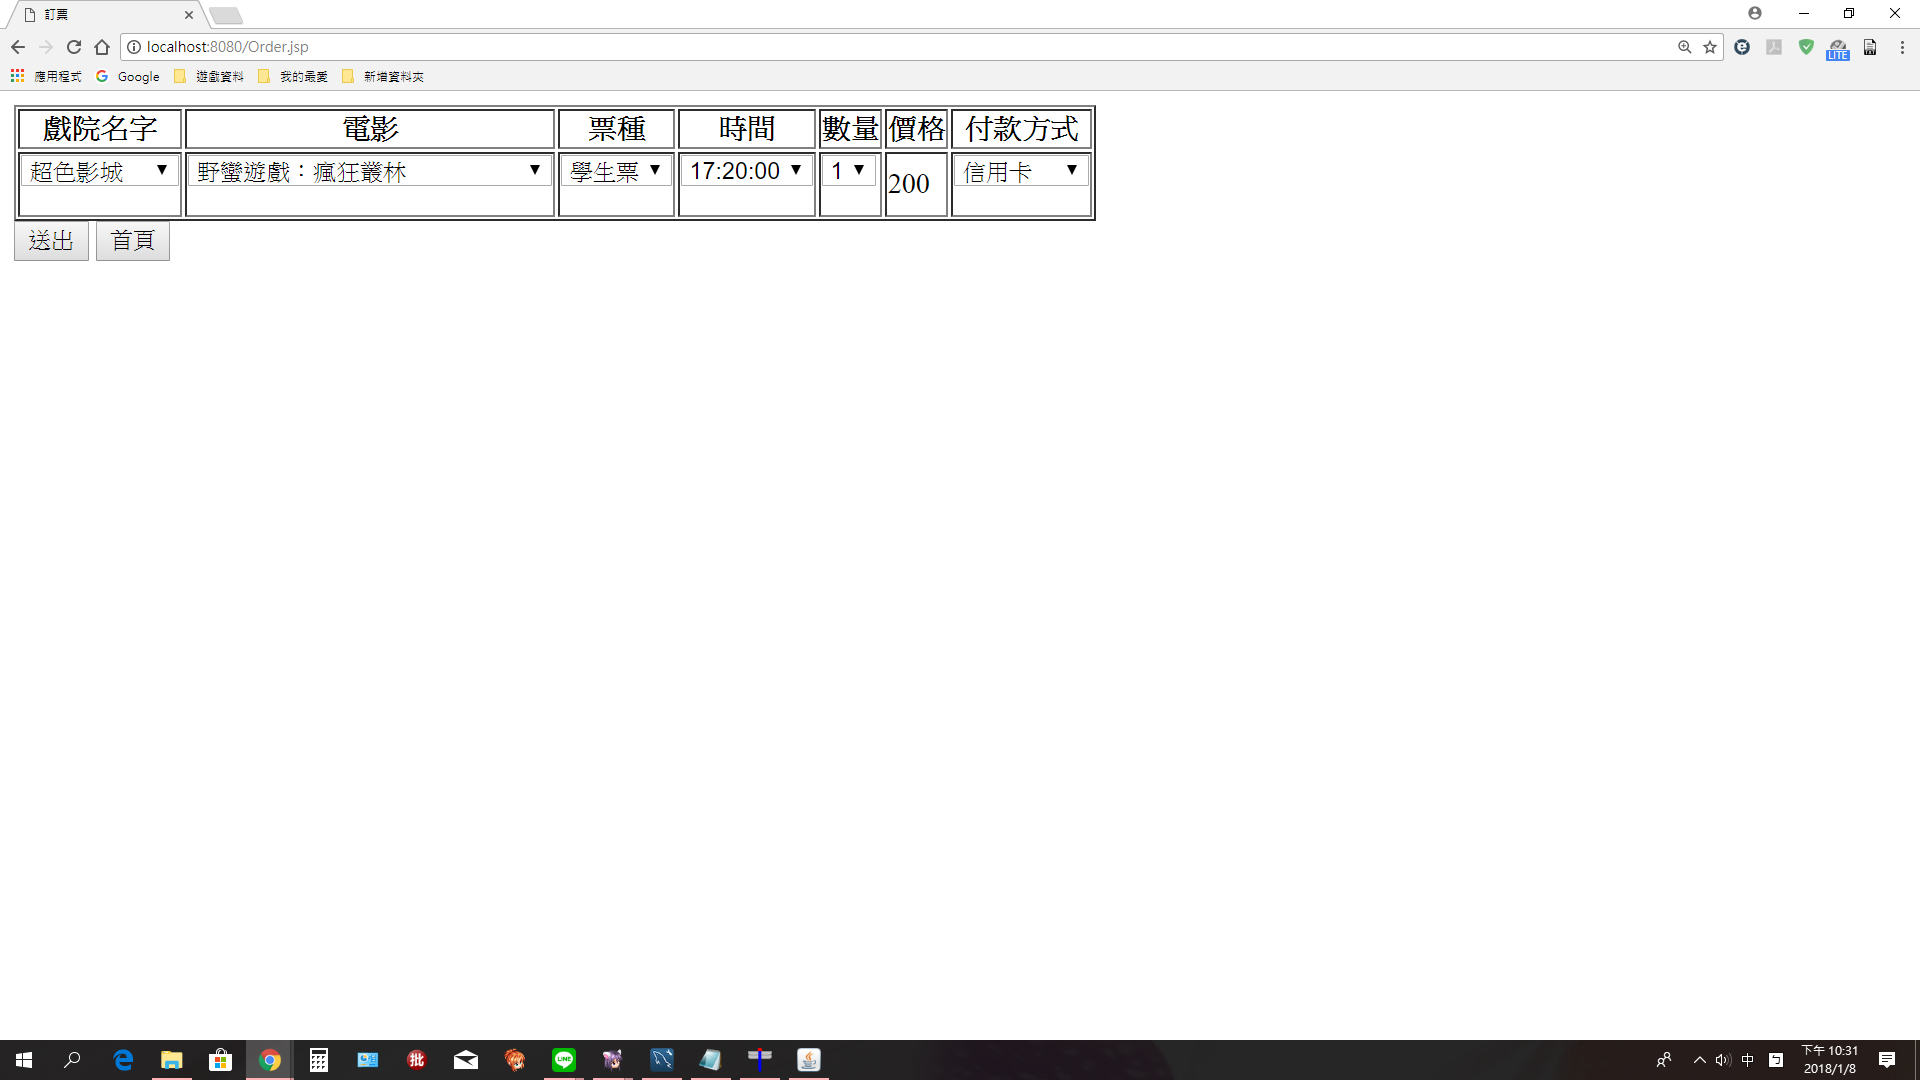 訂票
localhost:8080/Order.jsp
應用程式 Google 遊戲資料 我的最愛 新增資料夾
LITE
戲院名字 電影 票種 時間 數量 價格 付款方式
超色影城 野蠻遊戲：瘋狂叢林 學生票 17:20:00 1 200 信用卡
送出 首頁
批 LINE 中 下午 10:31
2018/1/8